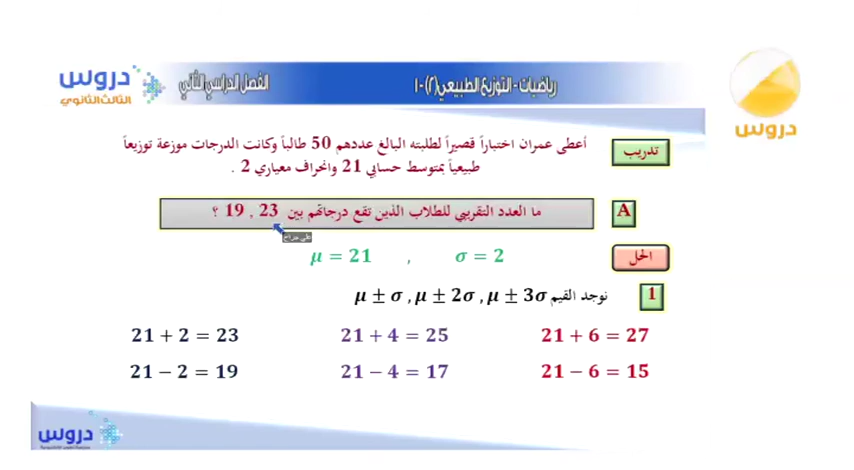 دروس
الثالث الثانوي
الفصل الدراسي الثاني
رياضيات - التوزيع الطبيعي(٢)-١
دروس
تدريب
أعطى عمران اختباراً قصيراً لطلبته البالغ عددهم 50 طالباً وكانت الدرجات موزعة توزيعاً
طبيعياً بمتوسط حسابي 21 وانحراف معياري 2 .
A
ما العدد التقريبي للطلاب الذين تقع درجاتهم بين 23 , 19 ؟
الحل
μ = 21 , σ = 2
1
نوجد القيم μ ± σ , μ ± 2σ , μ ± 3σ
21 + 2 = 23 21 + 4 = 25 21 + 6 = 27
21 − 2 = 19 21 − 4 = 17 21 − 6 = 15
دروس